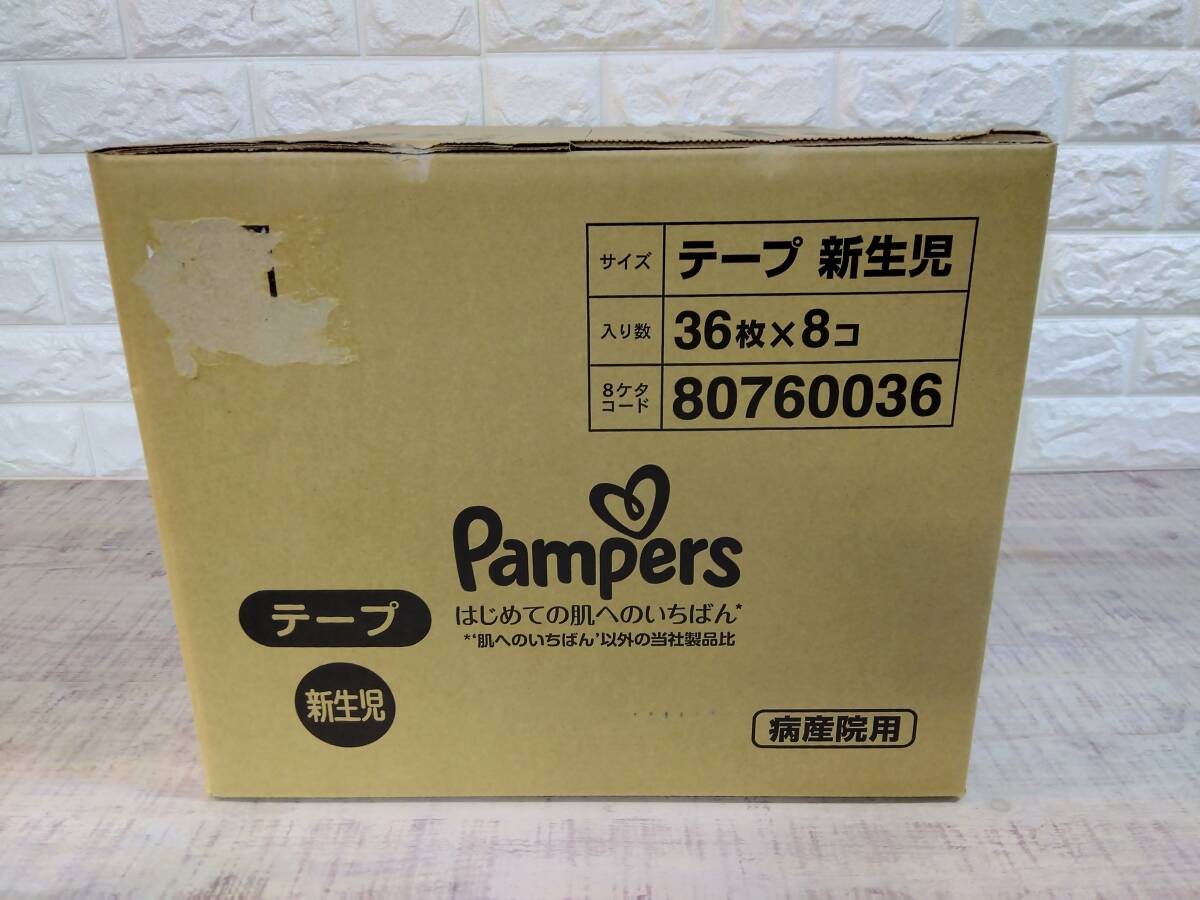 サイズ テープ 新生児
入り数 36枚×8コ
8ケタ
コード 80760036
Pampers
はじめての肌へのいちばん*
*‘肌へのいちばん’以外の当社製品比
テープ
新生児
病産院用